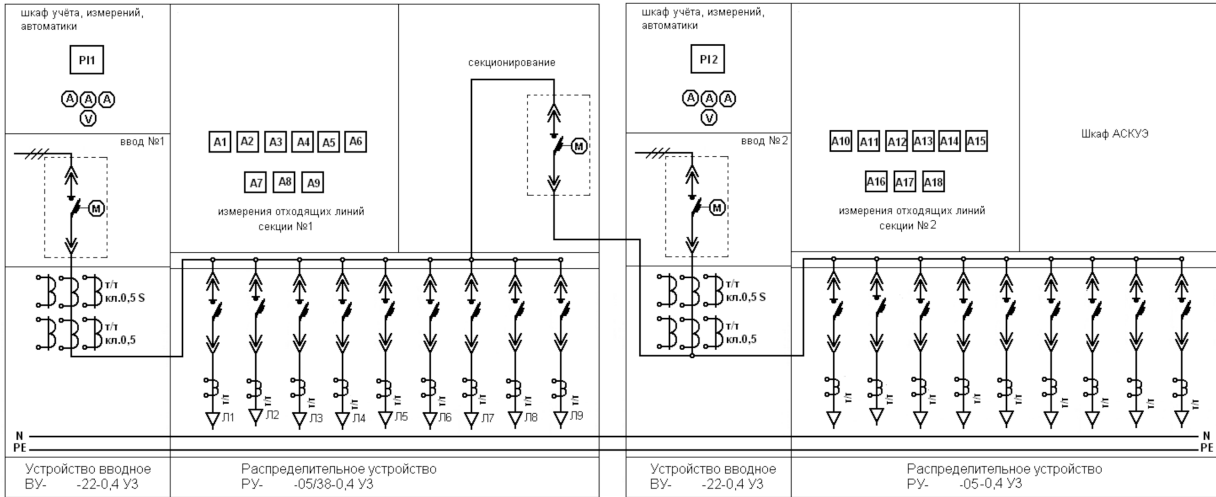 шкаф учёта, измерений,
автоматики
PI1
A A A
V
ввод №1
M
т/т
кл.0,5 S
т/т
кл.0,5
A1 A2 A3 A4 A5 A6
A7 A8 A9
измерения отходящих линий
секции №1
секционирование
M
т/т т/т т/т т/т т/т т/т т/т т/т т/т
Л1 Л2 Л3 Л4 Л5 Л6 Л7 Л8 Л9
шкаф учёта, измерений,
автоматики
PI2
A A A
V
ввод №2
M
т/т
кл.0,5 S
т/т
кл.0,5
A10 A11 A12 A13 A14 A15
A16 A17 A18
измерения отходящих линий
секции №2
Шкаф АСКУЭ
т/т т/т т/т т/т т/т т/т т/т т/т т/т
N N
PE PE
Устройство вводное
ВУ- -22-0,4 У3
Распределительное устройство
РУ- -05/38-0,4 У3
Устройство вводное
ВУ- -22-0,4 У3
Распределительное устройство
РУ- -05-0,4 У3